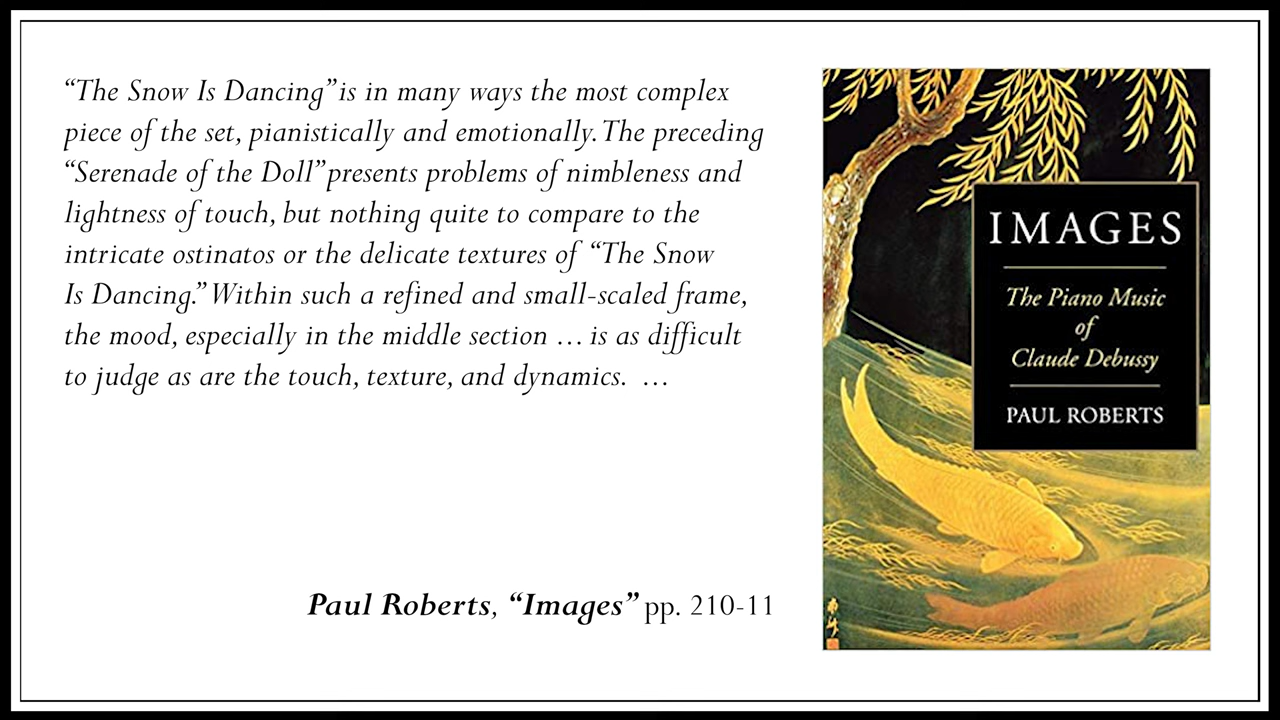 “The Snow Is Dancing” is in many ways the most complex
piece of the set, pianistically and emotionally. The preceding
“Serenade of the Doll” presents problems of nimbleness and
lightness of touch, but nothing quite to compare to the
intricate ostinatos or the delicate textures of “The Snow
Is Dancing.” Within such a refined and small-scaled frame,
the mood, especially in the middle section … is as difficult
to judge as are the touch, texture, and dynamics. …
Paul Roberts, “Images” pp. 210-11
IMAGES
The Piano Music
of
Claude Debussy
PAUL ROBERTS